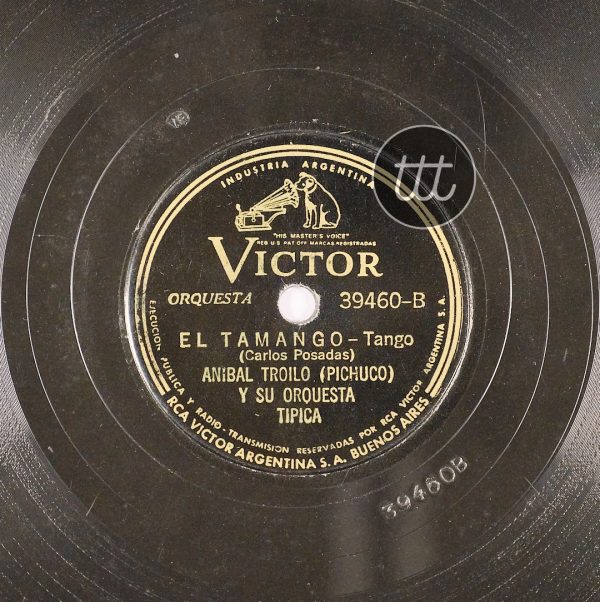 INDUSTRIA ARGENTINA
ttt
"HIS MASTER'S VOICE"
REG. U.S. PAT. OFF. MARCAS REGISTRADAS
VICTOR
ORQUESTA 39460-B
EL TAMANGO - Tango
(Carlos Posadas)
ANIBAL TROILO (PICHUCO)
Y SU ORQUESTA
TIPICA
EJECUCION PUBLICA Y RADIO-TRANSMISION RESERVADAS POR RCA VICTOR ARGENTINA S.A.
RCA VICTOR ARGENTINA S.A. BUENOS AIRES
39460B